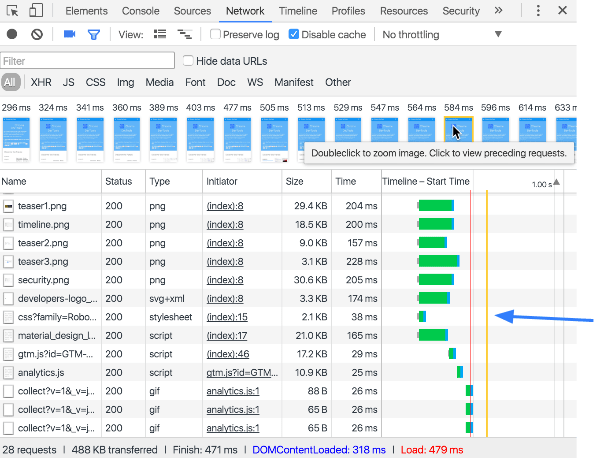 Elements Console Sources Network Timeline Profiles Resources Security
View: Preserve log Disable cache No throttling
Filter Hide data URLs
All XHR JS CSS Img Media Font Doc WS Manifest Other
296 ms 324 ms 341 ms 360 ms 389 ms 403 ms 477 ms 505 ms 513 ms 529 ms 547 ms 564 ms 584 ms 596 ms 614 ms 633 m
Doubleclick to zoom image. Click to view preceding requests.
Name Status Type Initiator Size Time Timeline – Start Time 1.00 s
teaser1.png 200 png (index):8 29.4 KB 204 ms
timeline.png 200 png (index):8 18.5 KB 200 ms
teaser2.png 200 png (index):8 9.0 KB 157 ms
teaser3.png 200 png (index):8 3.1 KB 228 ms
security.png 200 png (index):8 30.6 KB 205 ms
developers-logo_... 200 svg+xml (index):8 3.3 KB 174 ms
css?family=Robo... 200 stylesheet (index):15 2.1 KB 38 ms
material_design_l... 200 script (index):17 21.0 KB 165 ms
gtm.js?id=GTM-... 200 script (index):46 17.2 KB 29 ms
analytics.js 200 script gtm.js?id=GTM... 10.9 KB 25 ms
collect?v=1&_v=j... 200 gif analytics.js:1 88 B 26 ms
collect?v=1&_v=j... 200 gif analytics.js:1 65 B 26 ms
collect?v=1&_v=j... 200 gif analytics.js:1 65 B 26 ms
28 requests | 488 KB transferred | Finish: 471 ms | DOMContentLoaded: 318 ms | Load: 479 ms